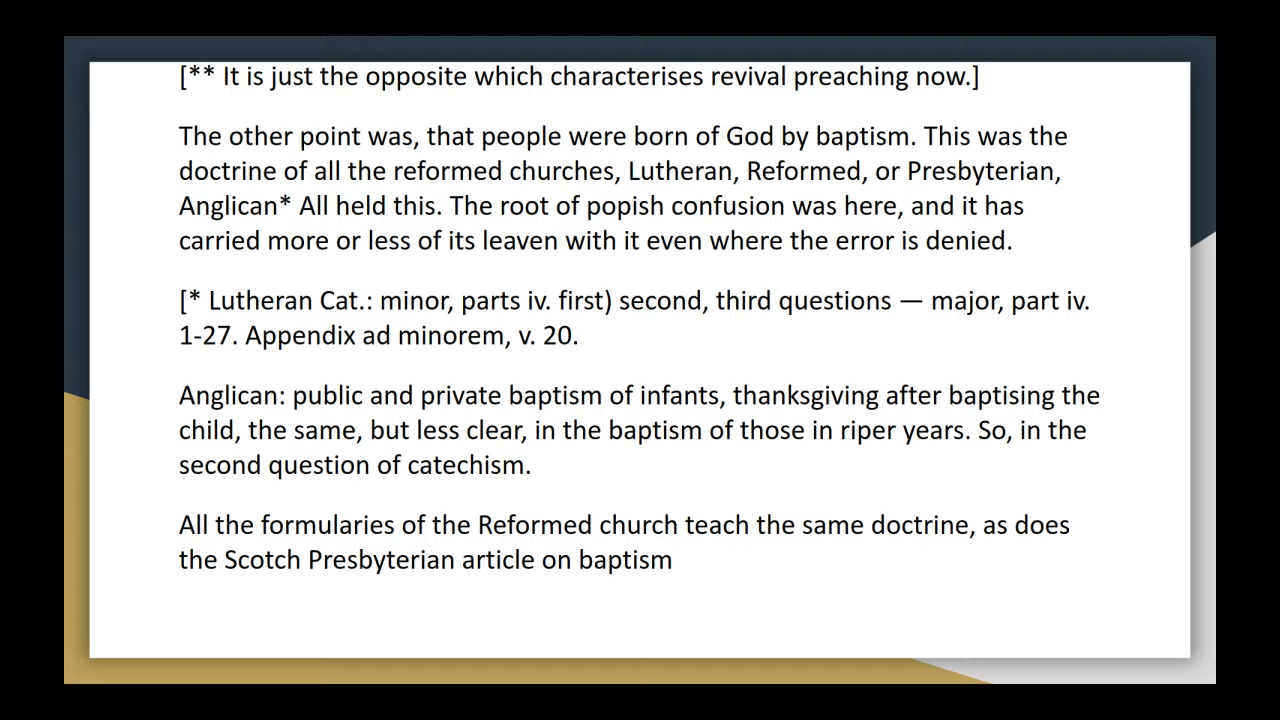 [** It is just the opposite which characterises revival preaching now.]
The other point was, that people were born of God by baptism. This was the
doctrine of all the reformed churches, Lutheran, Reformed, or Presbyterian,
Anglican* All held this. The root of popish confusion was here, and it has
carried more or less of its leaven with it even where the error is denied.
[* Lutheran Cat.: minor, parts iv. first) second, third questions — major, part iv.
1-27. Appendix ad minorem, v. 20.
Anglican: public and private baptism of infants, thanksgiving after baptising the
child, the same, but less clear, in the baptism of those in riper years. So, in the
second question of catechism.
All the formularies of the Reformed church teach the same doctrine, as does
the Scotch Presbyterian article on baptism